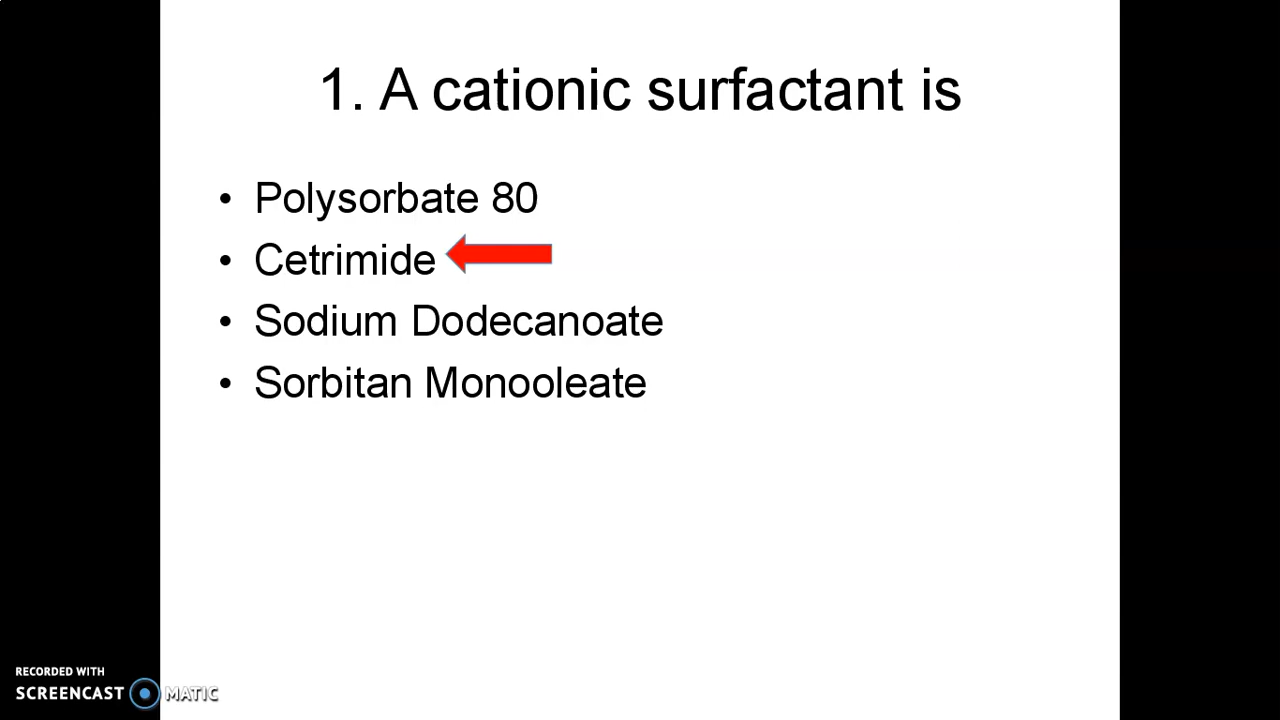 1. A cationic surfactant is
• Polysorbate 80
• Cetrimide
• Sodium Dodecanoate
• Sorbitan Monooleate
RECORDED WITH
SCREENCAST MATIC